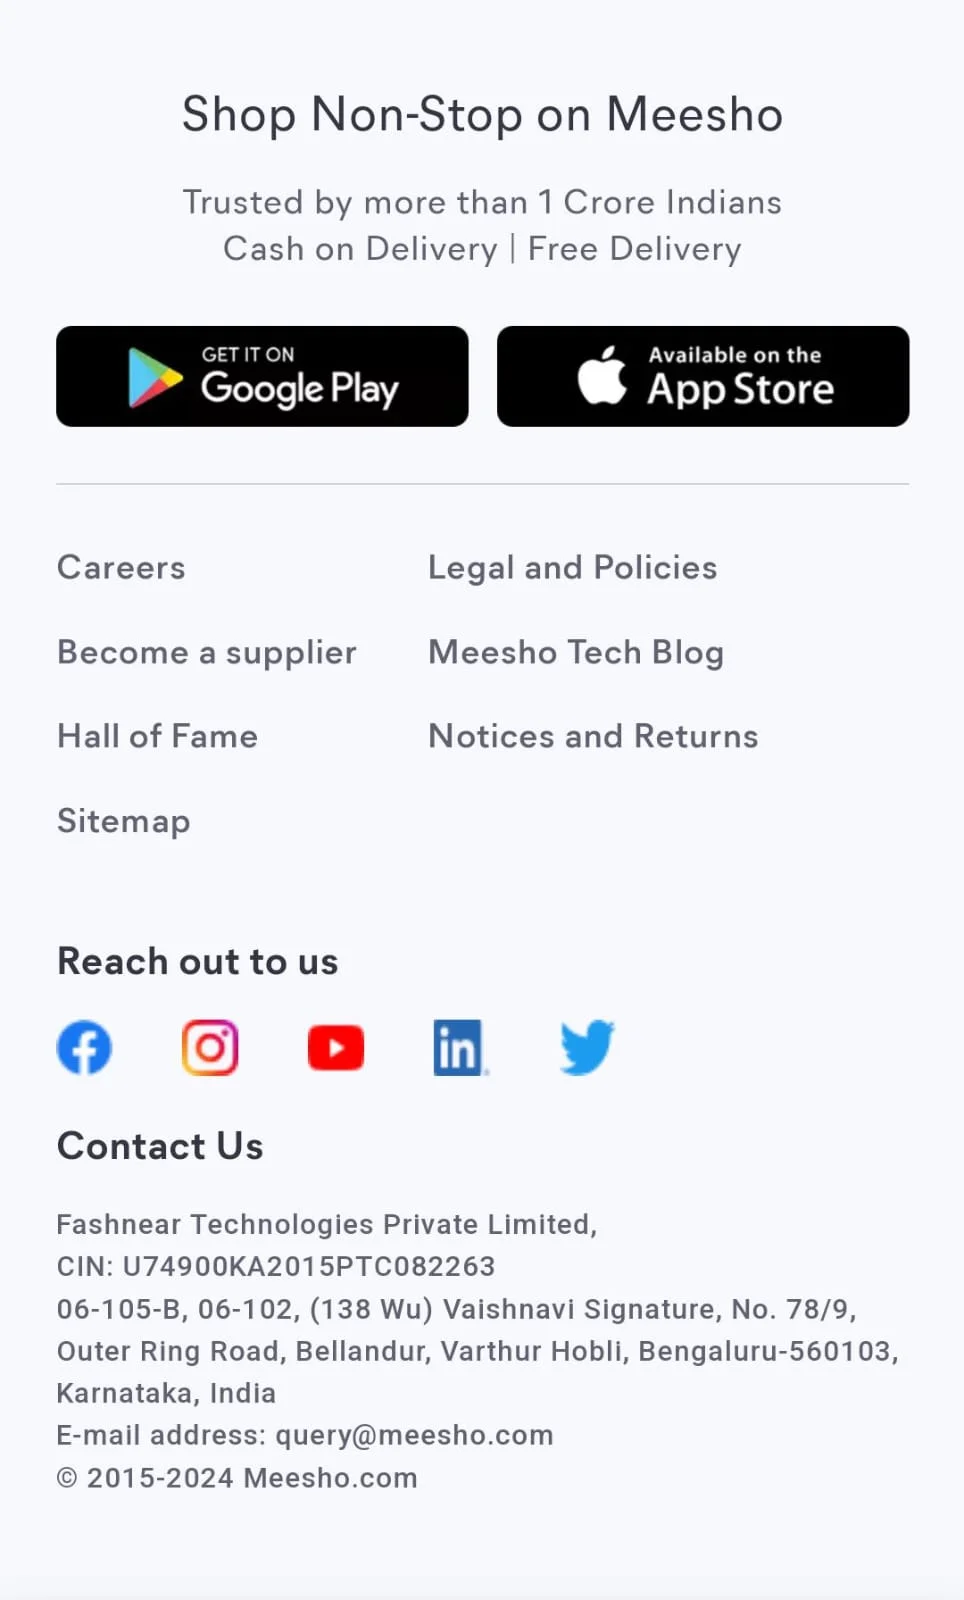 Shop Non-Stop on Meesho
Trusted by more than 1 Crore Indians
Cash on Delivery | Free Delivery
GET IT ON
Google Play
Available on the
App Store
Careers
Legal and Policies
Become a supplier
Meesho Tech Blog
Hall of Fame
Notices and Returns
Sitemap
Reach out to us
in
Contact Us
Fashnear Technologies Private Limited,
CIN: U74900KA2015PTC082263
06-105-B, 06-102, (138 Wu) Vaishnavi Signature, No. 78/9,
Outer Ring Road, Bellandur, Varthur Hobli, Bengaluru-560103,
Karnataka, India
E-mail address: query@meesho.com
© 2015-2024 Meesho.com